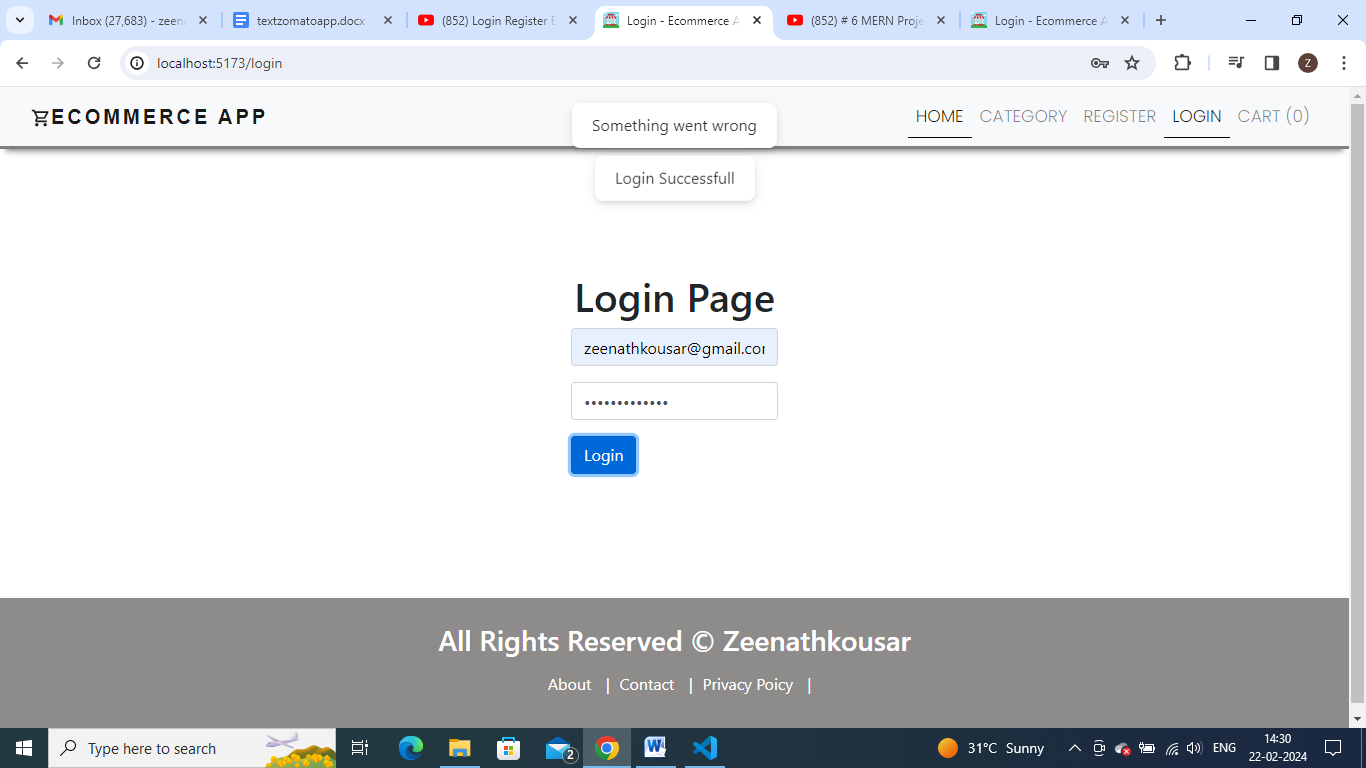 Inbox (27,683) - zeen
textzomatoapp.docx -
(852) Login Register E
Login - Ecommerce A
(852) # 6 MERN Proje
Login - Ecommerce A
localhost:5173/login
Z
ECOMMERCE APP
HOME
CATEGORY
REGISTER
LOGIN
CART (0)
Something went wrong
Login Successfull
Login Page
zeenathkousar@gmail.com
Login
All Rights Reserved © Zeenathkousar
About | Contact | Privacy Poicy |
Type here to search
2
31°C Sunny
ENG
14:30
22-02-2024